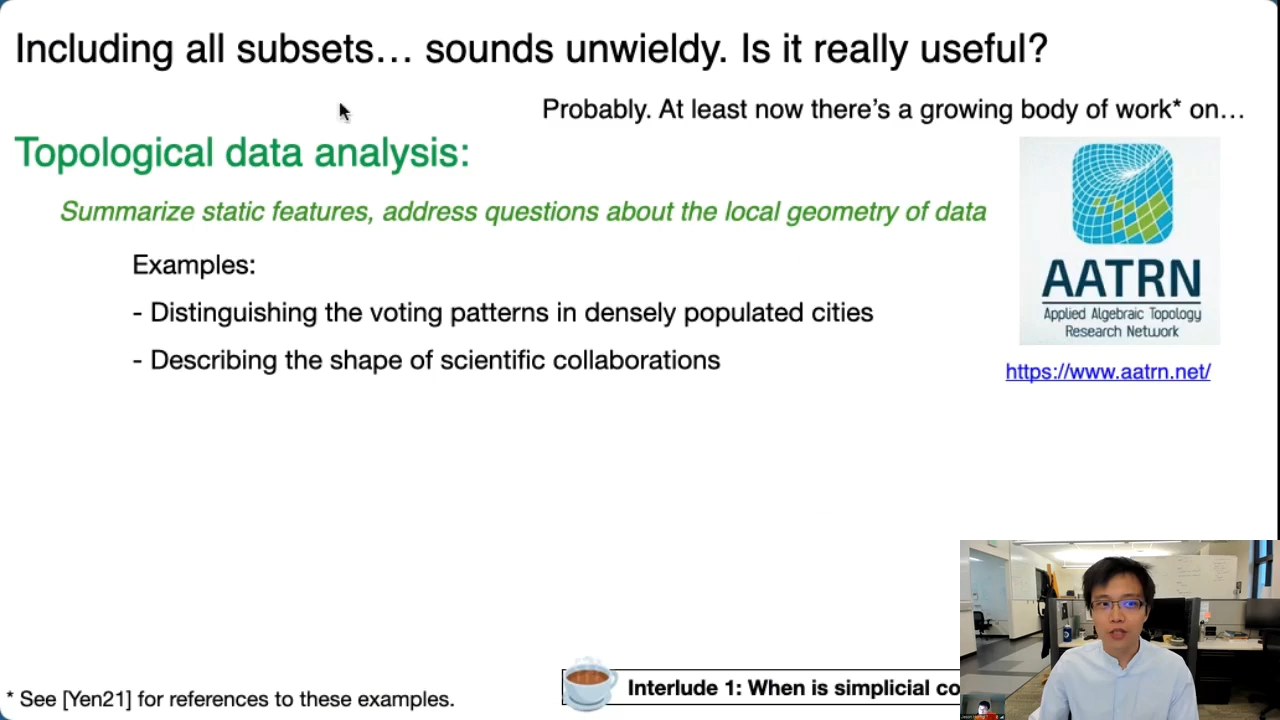 Including all subsets… sounds unwieldy. Is it really useful?
Probably. At least now there’s a growing body of work* on…
Topological data analysis:
Summarize static features, address questions about the local geometry of data
Examples:
- Distinguishing the voting patterns in densely populated cities
- Describing the shape of scientific collaborations
AATRN
Applied Algebraic Topology
Research Network
https://www.aatrn.net/
* See [Yen21] for references to these examples.
Interlude 1: When is simplicial co